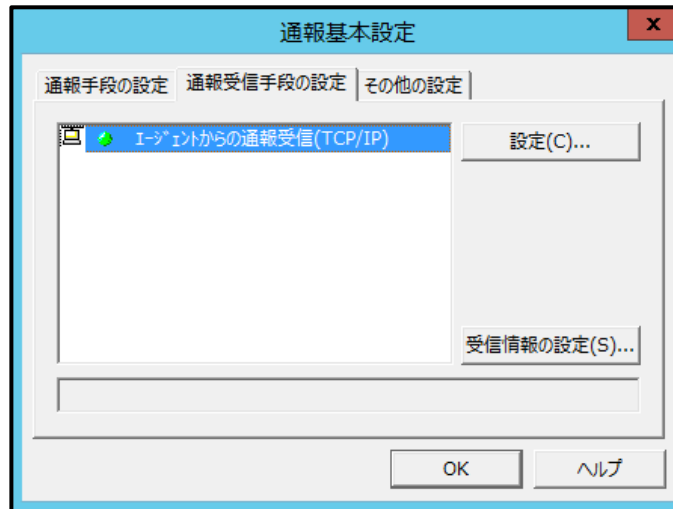 通報基本設定
x
通報手段の設定 通報受信手段の設定 その他の設定
ｴｰｼﾞｪﾝﾄからの通報受信(TCP/IP)
設定(C)...
受信情報の設定(S)...
OK
ヘルプ